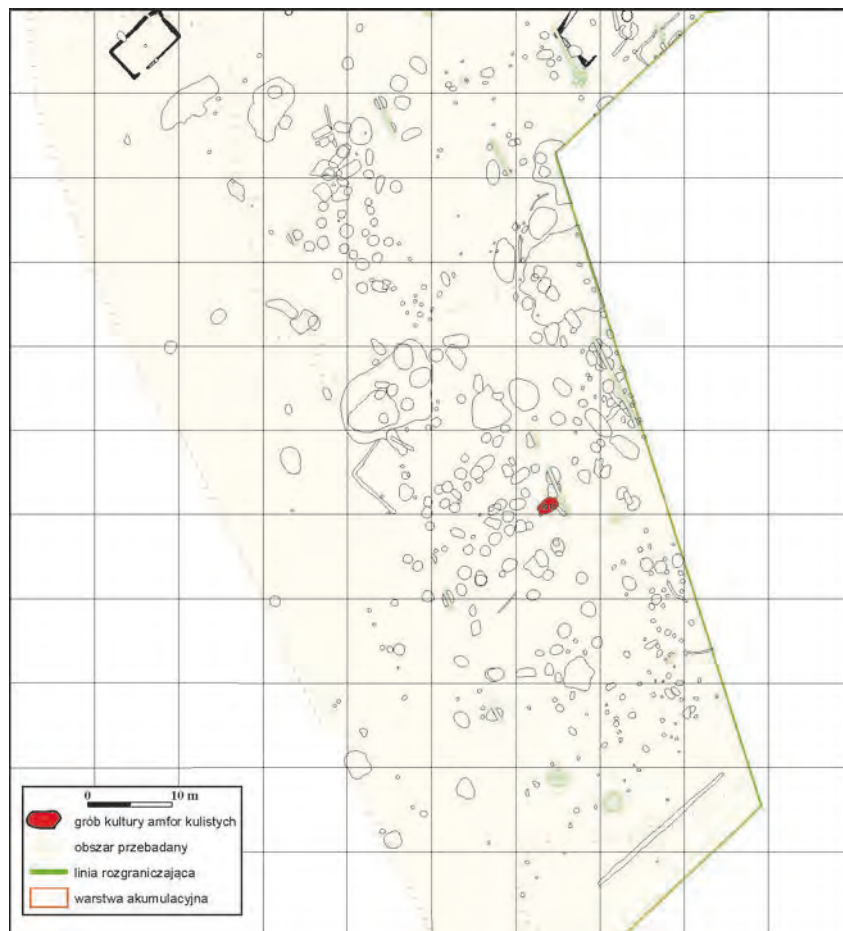 0 10 m
grób kultury amfor kulistych
obszar przebadany
linia rozgraniczająca
warstwa akumulacyjna